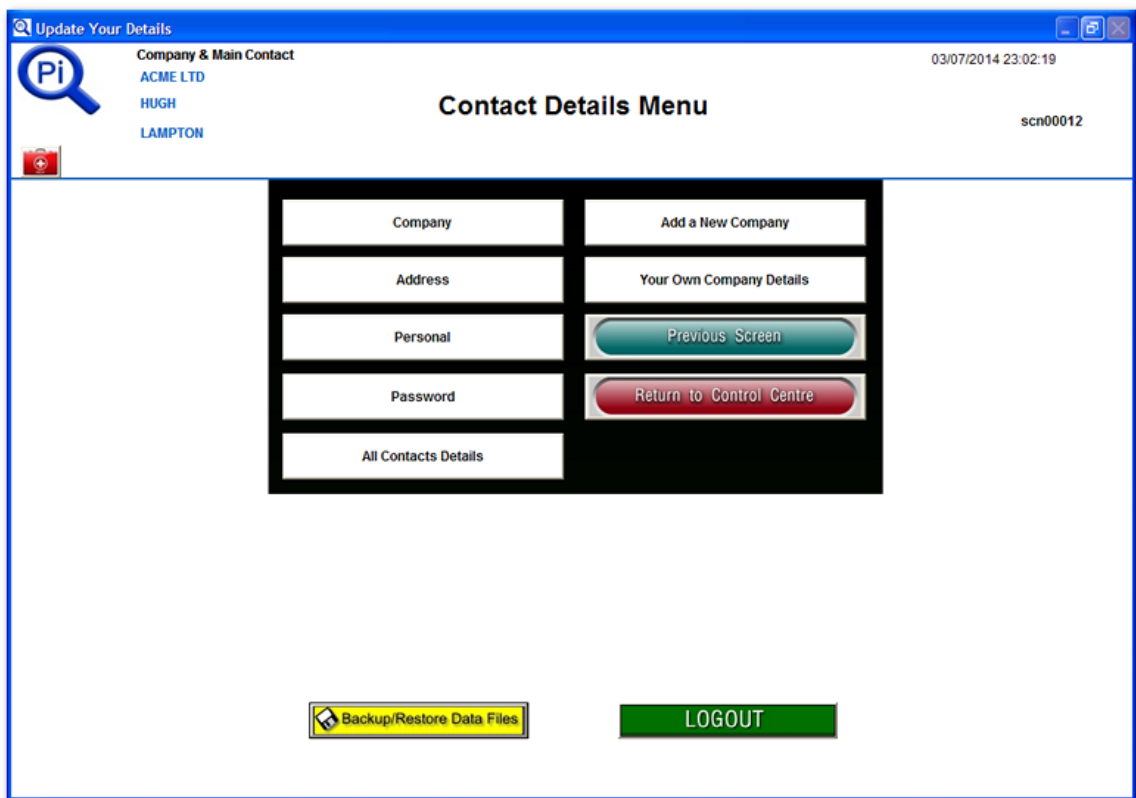 Update Your Details
Pi
Company & Main Contact
ACME LTD
HUGH
LAMPTON
Contact Details Menu
03/07/2014 23:02:19
scn00012
Company
Add a New Company
Address
Your Own Company Details
Personal
Previous Screen
Password
Return to Control Centre
All Contacts Details
Backup/Restore Data Files
LOGOUT